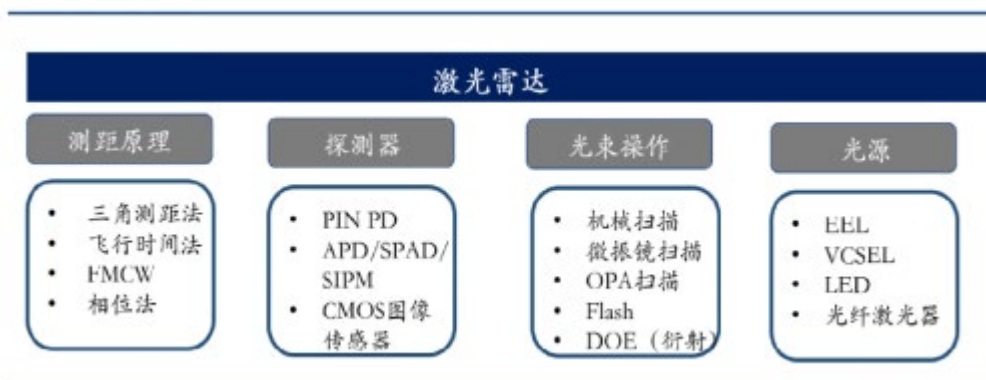 激光雷达
测距原理
• 三角测距法
• 飞行时间法
• FMCW
• 相位法
探测器
• PIN PD
• APD/SPAD/
SIPM
• CMOS图像
传感器
光束操作
• 机械扫描
• 微振镜扫描
• OPA扫描
• Flash
• DOE（衍射）
光源
• EEL
• VCSEL
• LED
• 光纤激光器